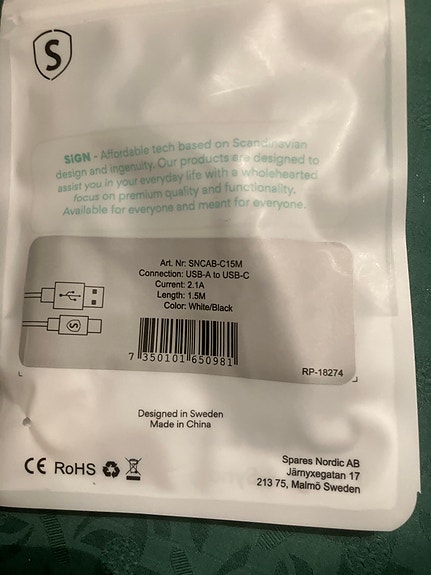 S
SIGN - Affordable tech based on Scandinavian
design and ingenuity. Our products are designed to
assist you in your everyday life with a wholehearted
focus on premium quality and functionality.
Available for everyone and meant for everyone.
Art. Nr: SNCAB-C15M
Connection: USB-A to USB-C
Current: 2.1A
Length: 1.5M
Color: White/Black
S
7 350101 650981
RP-18274
Designed in Sweden
Made in China
CE RoHS
Spares Nordic AB
Järnyxegatan 17
213 75, Malmö Sweden